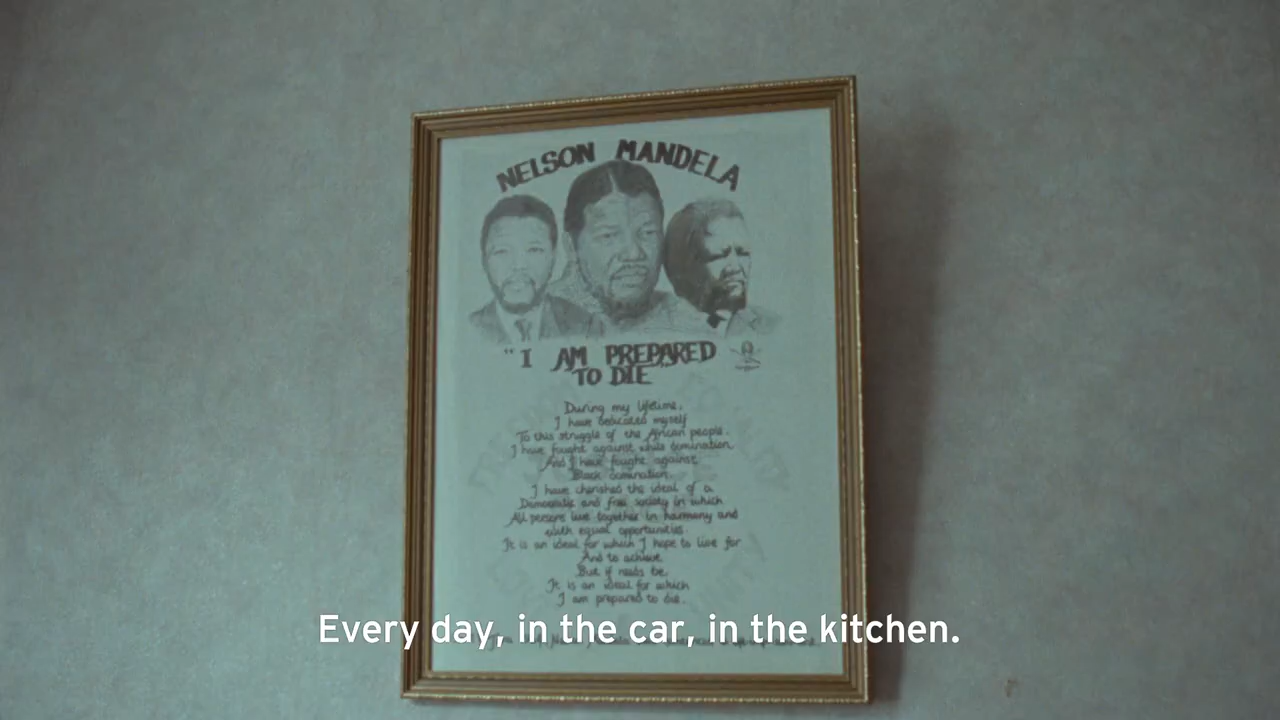 NELSON MANDELA
"I AM PREPARED
TO DIE
During my lifetime,
I have dedicated myself
To this struggle of the African people.
I have fought against white domination,
And I have fought against
Black domination.
I have cherished the ideal of a
Democratic and free society in which
All persons live together in harmony and
with equal opportunities.
It is an ideal for which I hope to live for
And to achieve.
But if needs be,
It is an ideal for which
I am prepared to die.
Every day, in the car, in the kitchen.